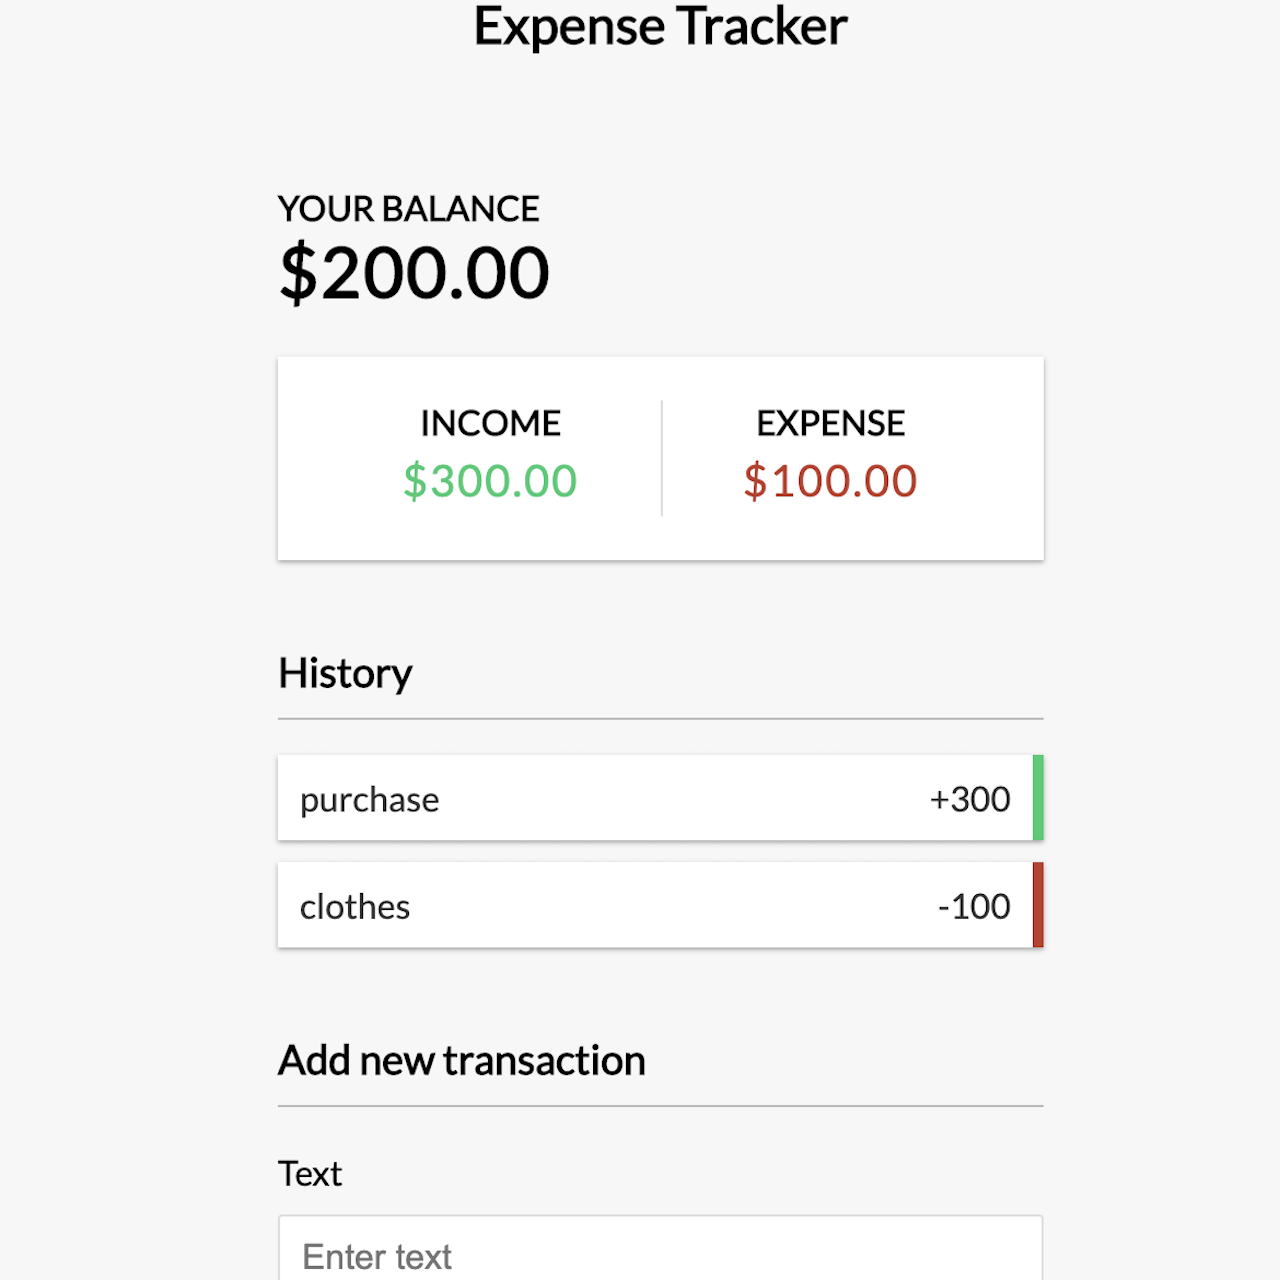 Expense Tracker
YOUR BALANCE
$200.00
INCOME EXPENSE
$300.00 $100.00
History
purchase +300
clothes -100
Add new transaction
Text
Enter text